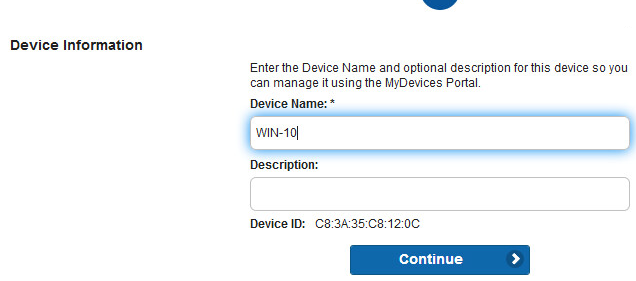 Device Information
Enter the Device Name and optional description for this device so you
can manage it using the MyDevices Portal.
Device Name: *
WIN-10
Description:
Device ID: C8:3A:35:C8:12:0C
Continue